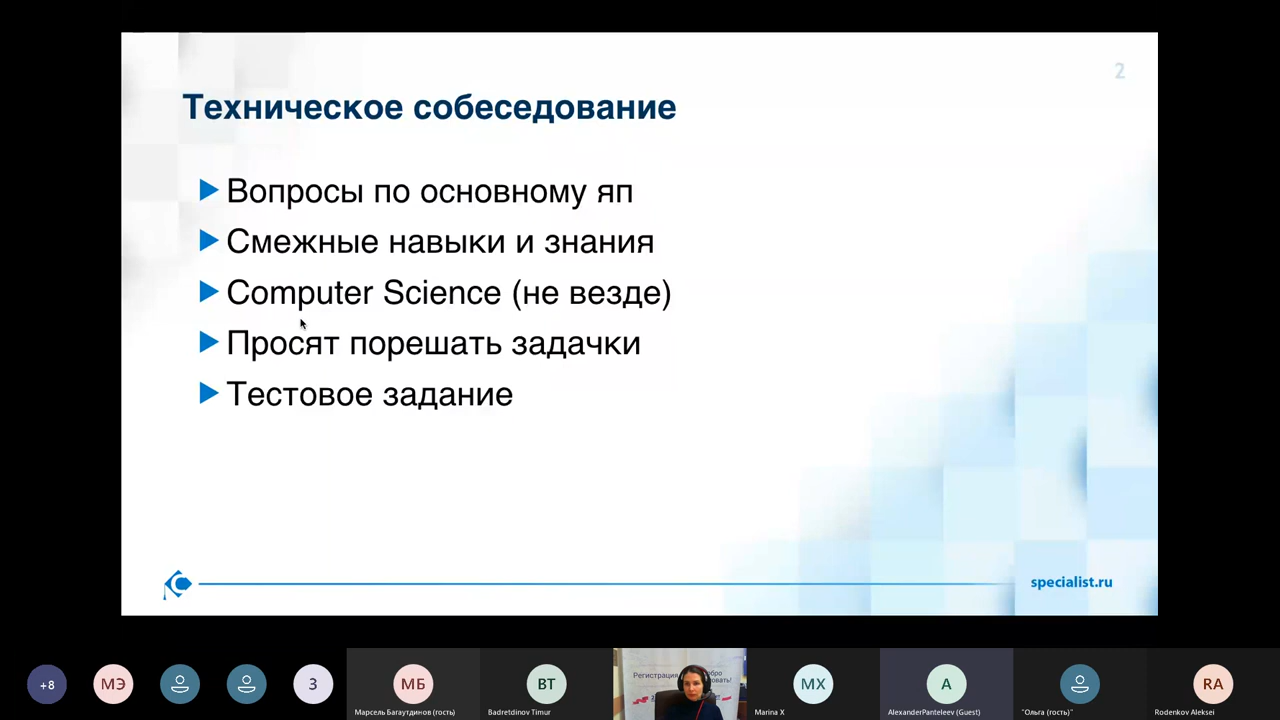 2
Техническое собеседование
Вопросы по основному яп
Смежные навыки и знания
Computer Science (не везде)
Просят порешать задачки
Тестовое задание
specialist.ru
+8
МЭ
3
МБ
BT
MX
A
RA
Регистрация
Марсель Багаутдинов (гость)
Badretdinov Timur
Marina X
AlexanderPanteleev (Guest)
"Ольга (гость)"
Rodenkov Aleksei